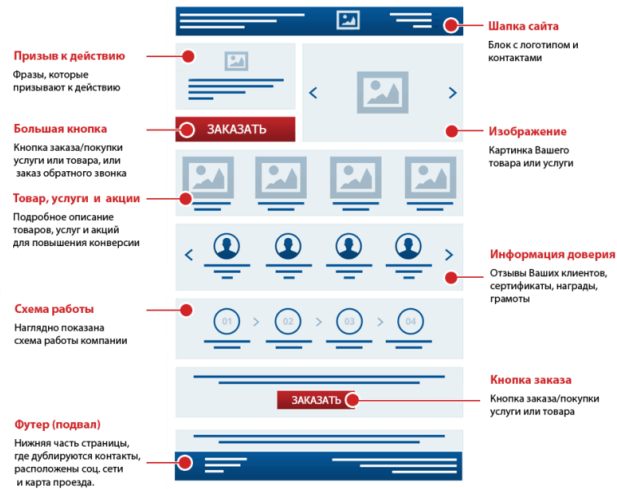 Шапка сайта
Блок с логотипом и
контактами
Призыв к действию
Фразы, которые
призывают к действию
Большая кнопка
Кнопка заказа/покупки
услуги или товара, или
заказ обратного звонка
ЗАКАЗАТЬ
Изображение
Картинка Вашего
товара или услуги
Товар, услуги и акции
Подробное описание
товаров, услуг и акций
для повышения конверсии
Информация доверия
Отзывы Ваших клиентов,
сертификаты, награды,
грамоты
Схема работы
Наглядно показана
схема работы компании
01 > 02 > 03 > 04
Кнопка заказа
Кнопка заказа/покупки
услуги или товара
ЗАКАЗАТЬ
Футер (подвал)
Нижняя часть страницы,
где дублируются контакты,
расположены соц. сети
и карта проезда.